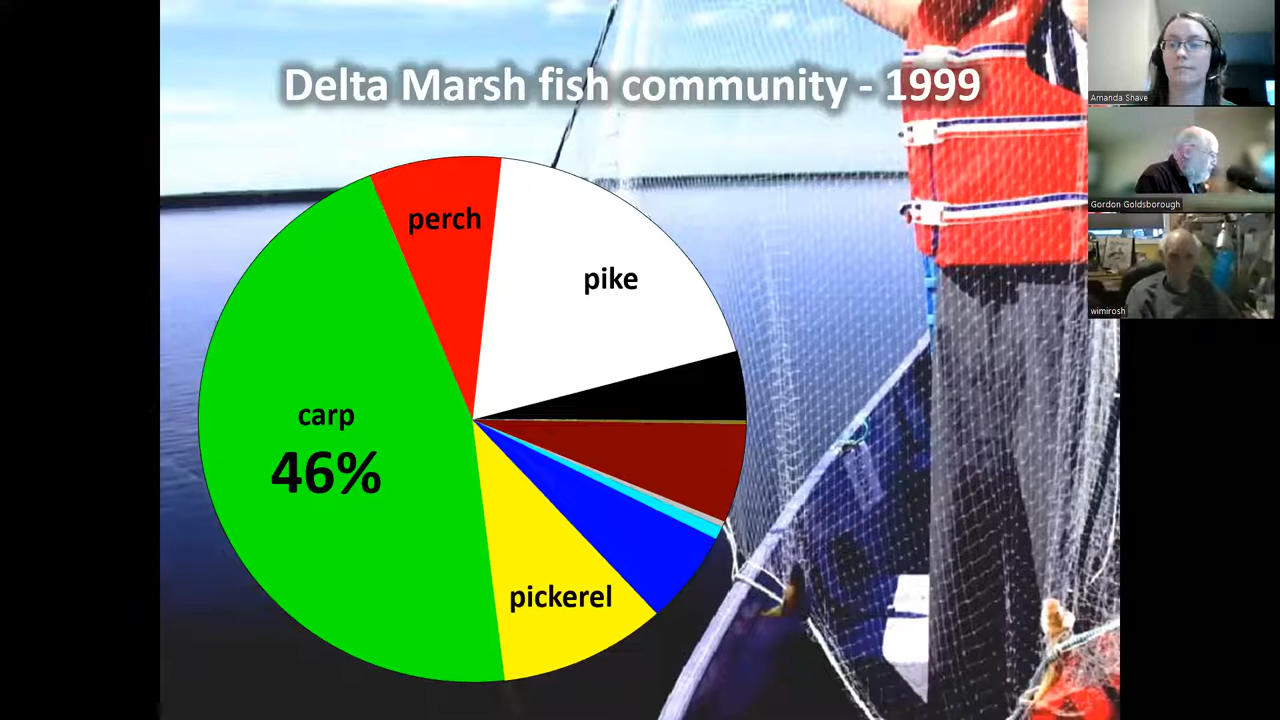 Delta Marsh fish community - 1999
perch
pike
carp
46%
pickerel
Amanda Shave
Gordon Goldsborough
wimirosh